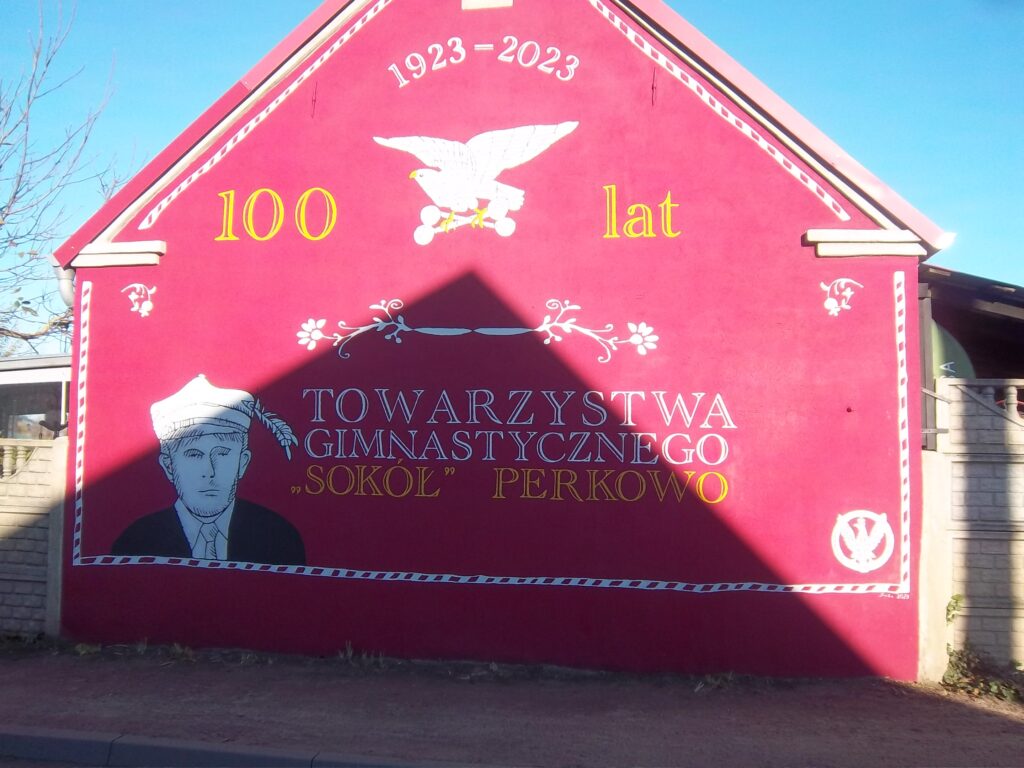 1923-2023
100 lat
TOWARZYSTWA
GIMNASTYCZNEGO
„SOKÓŁ” PERKOWO